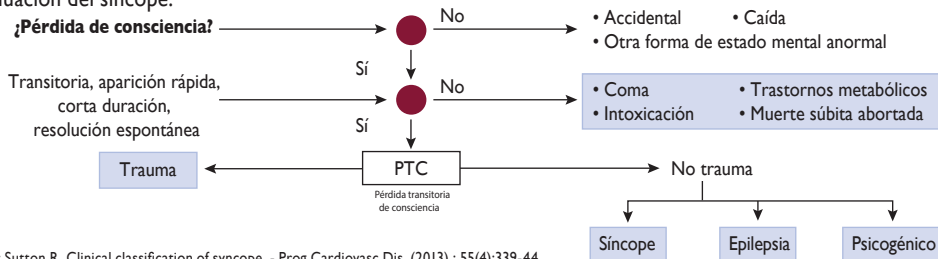 del síncope.
¿Pérdida de consciencia?
No
• Accidental • Caída
• Otra forma de estado mental anormal
Sí
Transitoria, aparición rápida,
corta duración,
resolución espontánea
No
• Coma • Trastornos metabólicos
• Intoxicación • Muerte súbita abortada
Sí
Trauma
PTC
No trauma
Pérdida transitoria
de consciencia
Síncope
Epilepsia
Psicogénico
Sutton R. Clinical classification of syncope. - Prog Cardiovasc Dis. (2013) ; 55(4):339-44